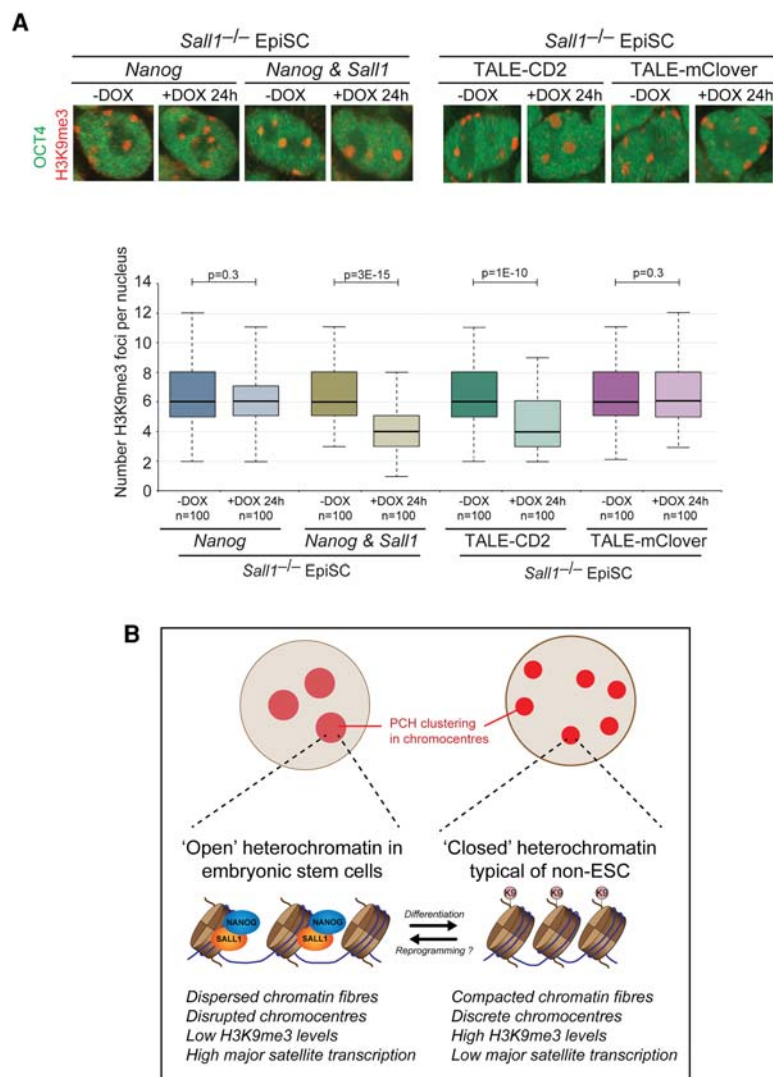 A
Sall1–/– EpiSC
Sall1–/– EpiSC
Nanog
Nanog & Sall1
TALE-CD2
TALE-mClover
-DOX
+DOX 24h
-DOX
+DOX 24h
-DOX
+DOX 24h
-DOX
+DOX 24h
OCT4
H3K9me3
Number H3K9me3 foci per nucleus
14
12
10
8
6
4
2
0
p=0.3
p=3E-15
p=1E-10
p=0.3
-DOX
n=100
+DOX 24h
n=100
-DOX
n=100
+DOX 24h
n=100
-DOX
n=100
+DOX 24h
n=100
-DOX
n=100
+DOX 24h
n=100
Nanog
Nanog & Sall1
TALE-CD2
TALE-mClover
Sall1–/– EpiSC
Sall1–/– EpiSC
B
PCH clustering
in chromocentres
'Open' heterochromatin in
embryonic stem cells
'Closed' heterochromatin
typical of non-ESC
NANOG
SALL1
NANOG
SALL1
Differentiation
Reprogramming ?
K9
K9
K9
Dispersed chromatin fibres
Disrupted chromocentres
Low H3K9me3 levels
High major satellite transcription
Compacted chromatin fibres
Discrete chromocentres
High H3K9me3 levels
Low major satellite transcription